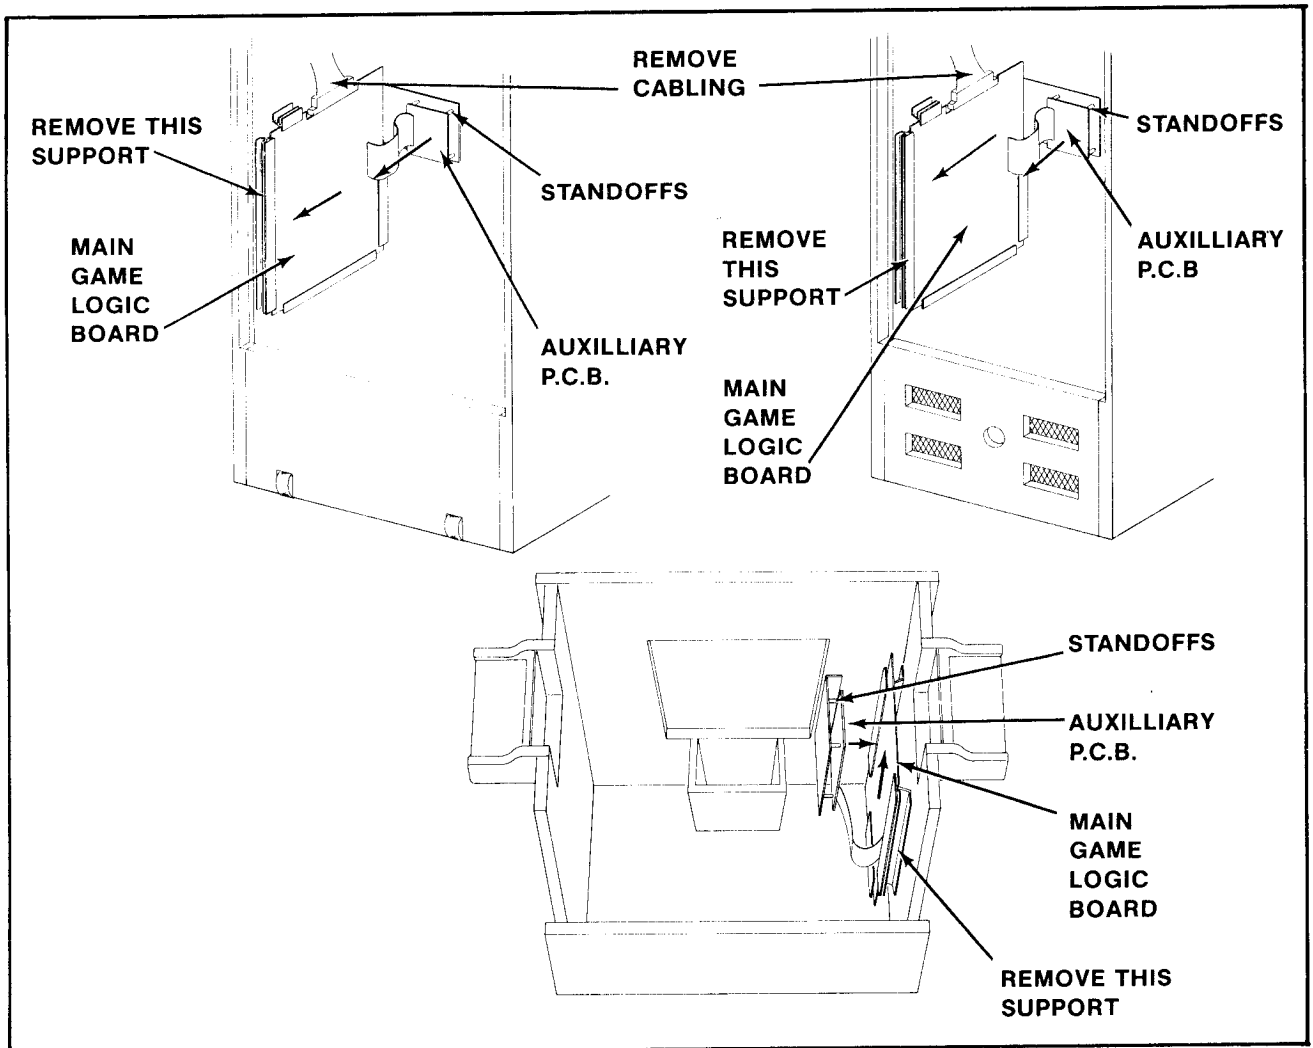 REMOVE
CABLING
REMOVE THIS
SUPPORT
STANDOFFS
MAIN
GAME
LOGIC
BOARD
AUXILLIARY
P.C.B.
STANDOFFS
AUXILLIARY
P.C.B
REMOVE
THIS
SUPPORT
MAIN
GAME
LOGIC
BOARD
STANDOFFS
AUXILLIARY
P.C.B.
MAIN
GAME
LOGIC
BOARD
REMOVE THIS
SUPPORT